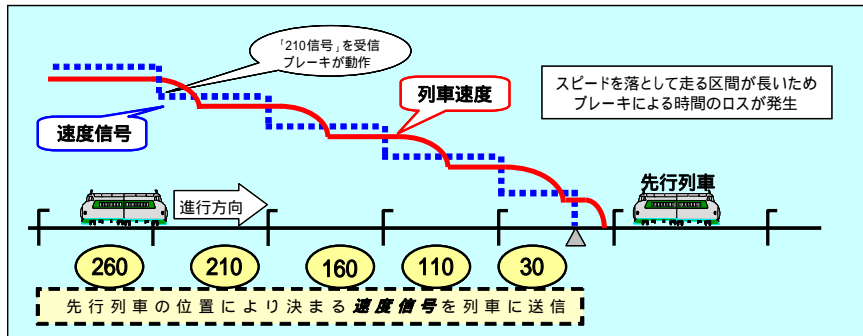 「210信号」を受信
ブレーキが動作
スピードを落として走る区間が長いため
ブレーキによる時間のロスが発生
列車速度
速度信号
先行列車
進行方向
260
210
160
110
30
先行列車の位置により決まる速度信号を列車に送信